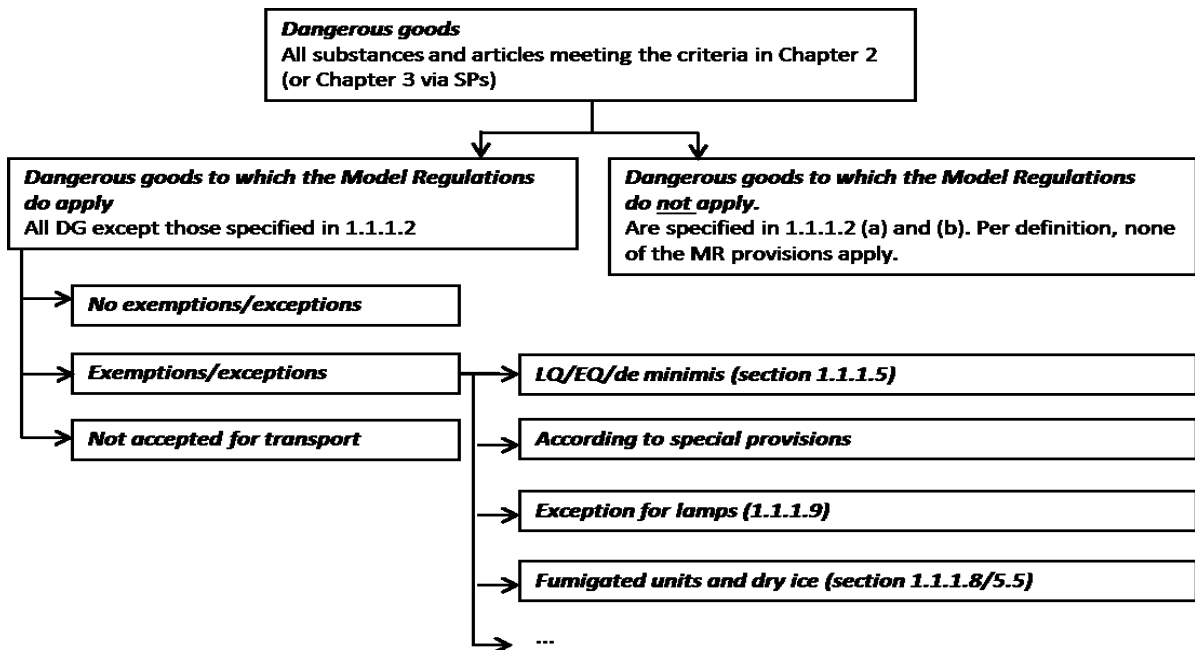 Dangerous goods
All substances and articles meeting the criteria in Chapter 2
(or Chapter 3 via SPs)
Dangerous goods to which the Model Regulations
do apply
All DG except those specified in 1.1.1.2
Dangerous goods to which the Model Regulations
do not apply.
Are specified in 1.1.1.2 (a) and (b). Per definition, none
of the MR provisions apply.
No exemptions/exceptions
Exemptions/exceptions
Not accepted for transport
LQ/EQ/de minimis (section 1.1.1.5)
According to special provisions
Exception for lamps (1.1.1.9)
Fumigated units and dry ice (section 1.1.1.8/5.5)
...